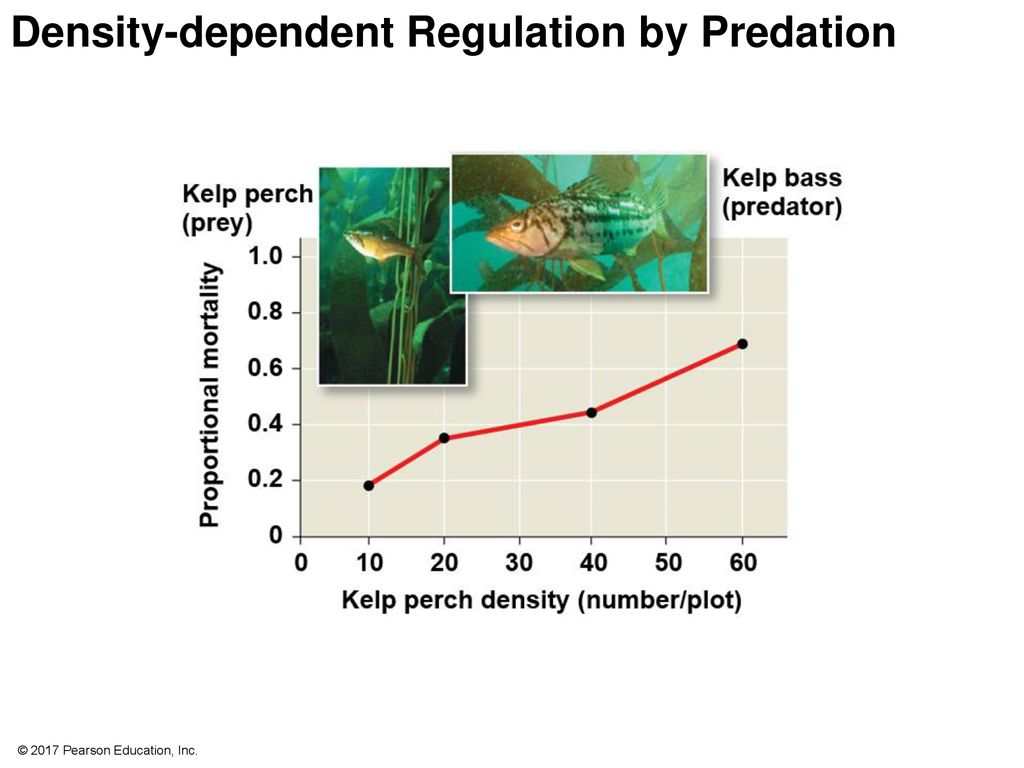 Density-dependent Regulation by Predation
Kelp perch
(prey)
Kelp bass
(predator)
Proportional mortality
1.0
0.8
0.6
0.4
0.2
0
0 10 20 30 40 50 60
Kelp perch density (number/plot)
© 2017 Pearson Education, Inc.